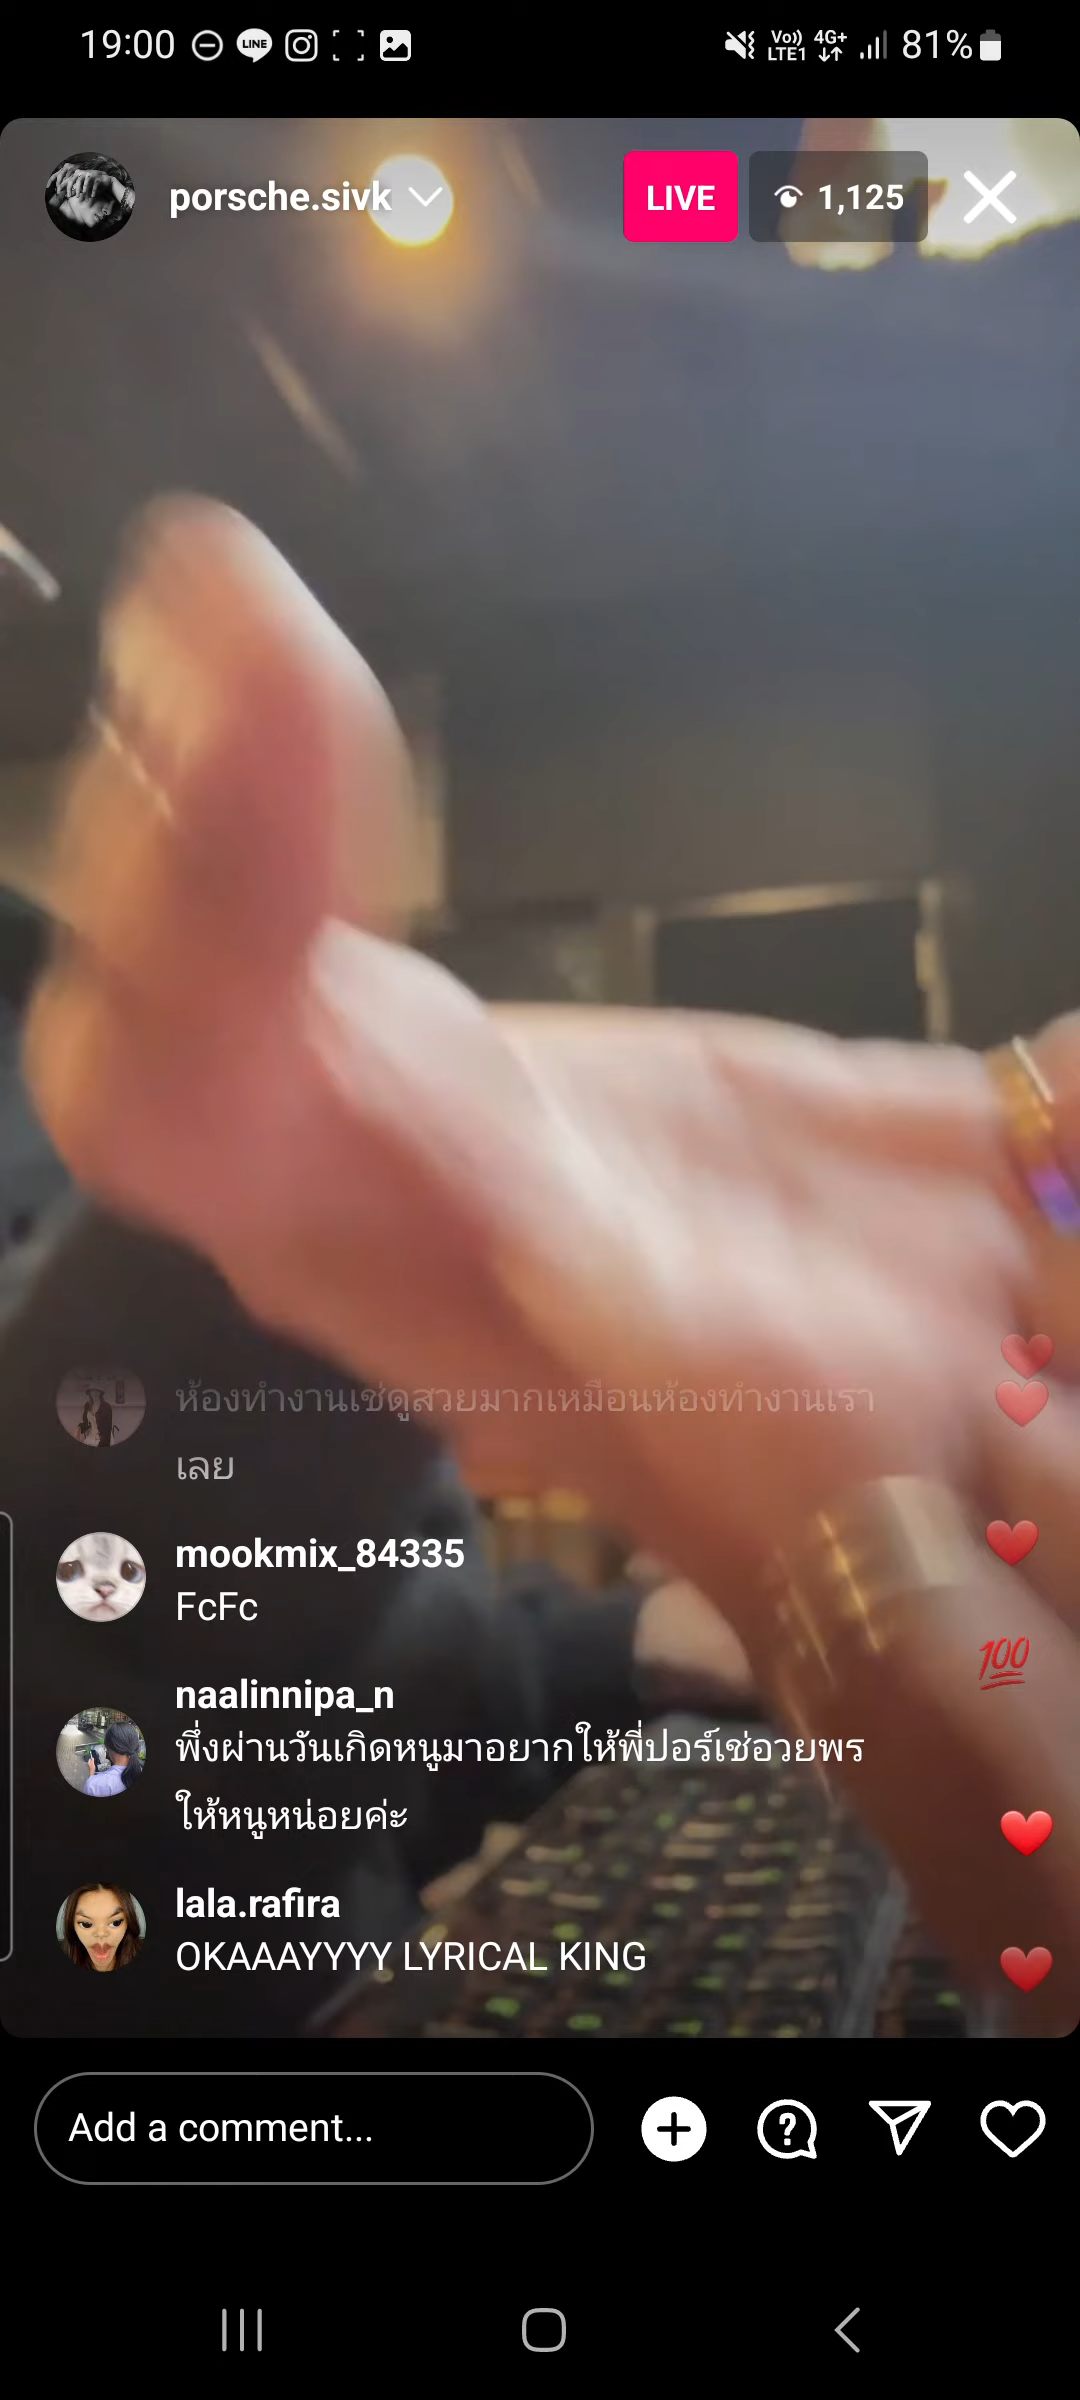 19:00
LINE
Vo)) LTE1
4G+
81%
porsche.sivk
LIVE
1,125
ห้องทำงานเช่ดูสวยมากเหมือนห้องทำงานเรา
เลย
mookmix_84335
FcFc
naalinnipa_n
พึ่งผ่านวันเกิดหนูมาอยากให้พี่ปอร์เช่อวยพร
ให้หนูหน่อยค่ะ
lala.rafira
OKAAAYYYY LYRICAL KING
100
Add a comment...